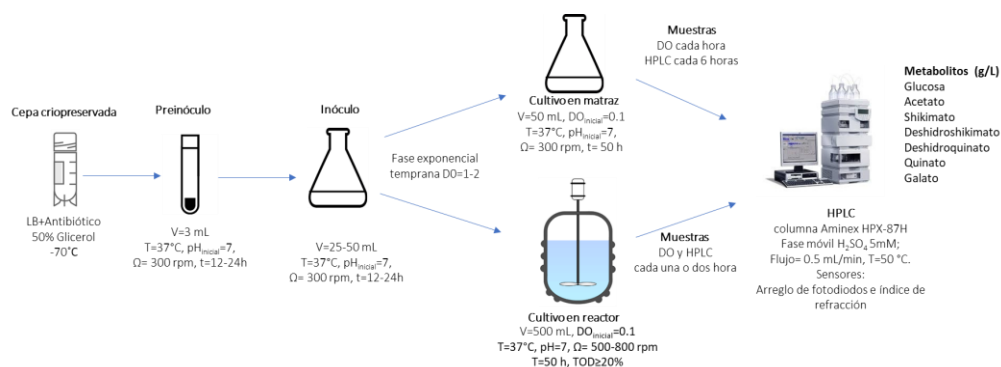 Cepa criopreservada
LB+Antibiótico
50% Glicerol
-70°C
Preinóculo
V=3 mL
T=37°C, pHinicial=7,
Ω= 300 rpm, t=12-24h
Inóculo
V=25-50 mL
T=37°C, pHinicial=7,
Ω= 300 rpm, t=12-24h
Fase exponencial
temprana DO=1-2
Cultivo en matraz
V=50 mL, DOinicial=0.1
T=37°C, pHinicial=7,
Ω= 300 rpm, t= 50 h
Muestras
DO cada hora
HPLC cada 6 horas
Cultivo en reactor
V=500 mL, DOinicial=0.1
T=37°C, pH=7, Ω= 500-800 rpm
T=50 h, TOD≥20%
Muestras
DO y HPLC
cada una o dos hora
HPLC
columna Aminex HPX-87H
Fase móvil H2SO4 5mM;
Flujo= 0.5 mL/min, T=50 °C.
Sensores:
Arreglo de fotodiodos e índice de
refracción
Metabolitos (g/L)
Glucosa
Acetato
Shikimato
Deshidroshikimato
Deshidroquinato
Quinato
Galato